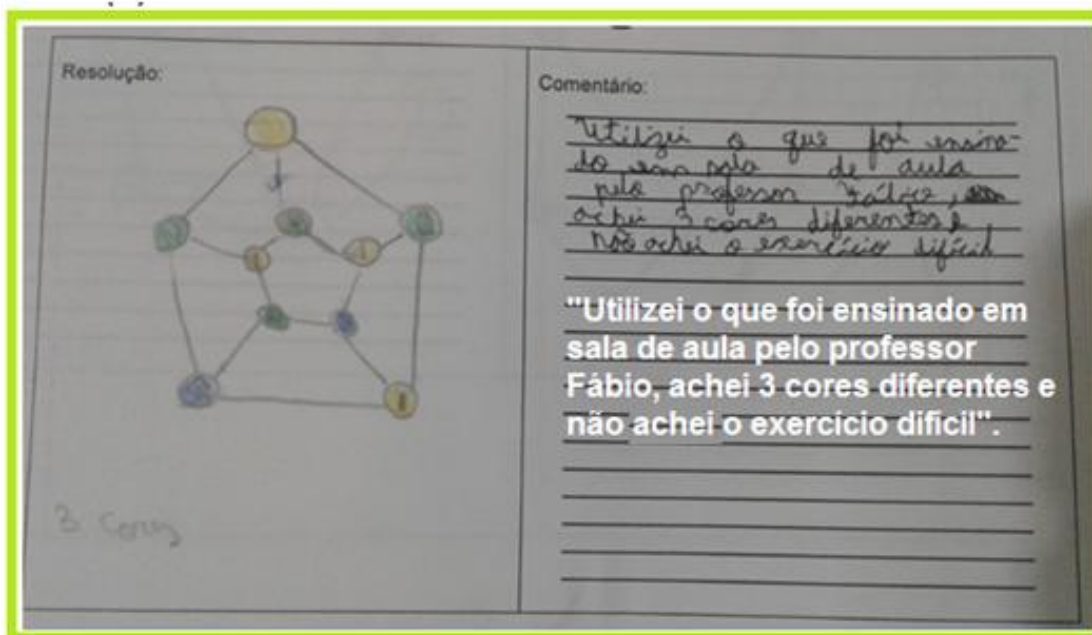 Resolução:
3 cores
Comentário:
Utilizei o que foi ensina-
do em sala de aula
pelo professor Fábio,
achei 3 cores diferentes e
não achei o exercício difícil
"Utilizei o que foi ensinado em
sala de aula pelo professor
Fábio, achei 3 cores diferentes e
não achei o exercício dificil".